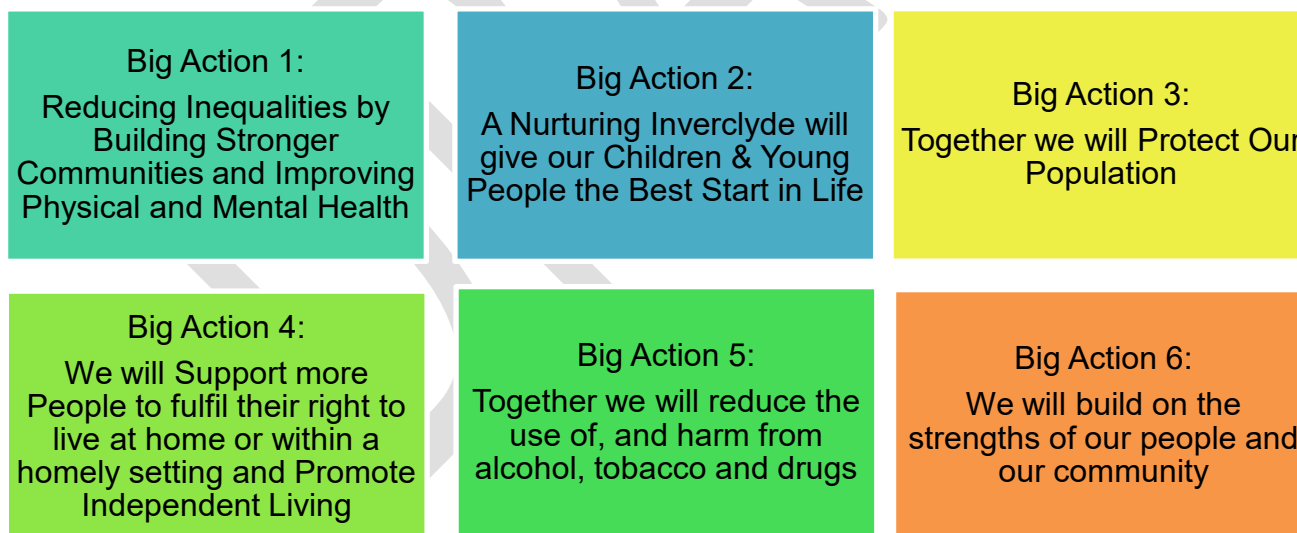 Big Action 1:
Reducing Inequalities by
Building Stronger
Communities and Improving
Physical and Mental Health
Big Action 2:
A Nurturing Inverclyde will
give our Children & Young
People the Best Start in Life
Big Action 3:
Together we will Protect Our
Population
Big Action 4:
We will Support more
People to fulfil their right to
live at home or within a
homely setting and Promote
Independent Living
Big Action 5:
Together we will reduce the
use of, and harm from
alcohol, tobacco and drugs
Big Action 6:
We will build on the
strengths of our people and
our community